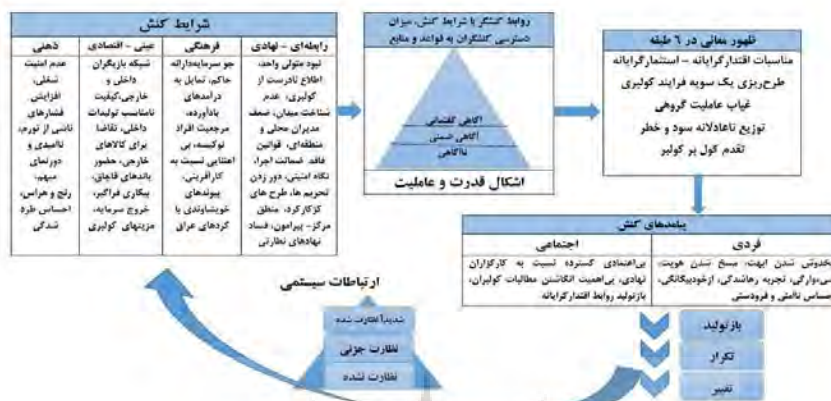 شرایط کنش
رابطه‌ای - نهادی
نبود متولی واحد،
اطلاع نادرست از
کولبری، عدم
شناخت میدان، ضعف
مدیران محلی و
منطقه‌ای، قوانین
فاقد ضمانت اجرا،
نگاه امنیتی، دور زدن
تحریم ها، طرح های
کژکارکرد، منطق
مرکز- پیرامون، فساد
نهادهای نظارتی
فرهنگی
جو سرمایه‌دارانه
حاکم، تمایل به
درآمدهای
بادآورده،
مرجعیت افراد
نوکیسه، بی
اعتنایی نسبت به
کارآفرینی،
پیوندهای
خویشاوندی با
کردهای عراق
عینی - اقتصادی
شبکه بازیگران
داخلی و
خارجی، کیفیت
نامناسب تولیدات
داخلی، تقاضا
برای کالاهای
خارجی، حضور
باندهای قاچاق،
بیکاری فراگیر،
خروج سرمایه،
مزیتهای کولبری
ذهنی
عدم امنیت
شغلی،
افزایش
فشارهای
ناشی از تورم،
ناامیدی و
دورنمای
مبهم،
رنج و هراس،
احساس طرد
شدگی
روابط کنشگر با شرایط کنش، میزان
دسترسی کنشگران به قواعد و منابع
آگاهی گفتمانی
آگاهی ضمنی
ناآگاهی
اشکال قدرت و عاملیت
ظهور معانی در ٦ طبقه
مناسبات اقتدارگرایانه - استثمارگرایانه
طرح‌ریزی یک سویه فرایند کولبری
غیاب عاملیت گروهی
توزیع ناعادلانه سود و خطر
تقدم کول بر کولبر
پیامدهای کنش
فردی
مخدوش شدن ابهت، مسخ شدن هویت،
تجربه رهاشدگی، ازخودبیگانگی،
احساس ناامنی و فرودستی
اجتماعی
بی‌اعتمادی گسترده نسبت به کارگزاران
نهادی، بی‌اهمیت انگاشتن مطالبات کولبران،
بازتولید روابط اقتدارگرایانه
بازتولید
تکرار
تغییر
ارتباطات سیستمی
شدیداً نظارت شده
نظارت جزئی
نظارت نشده